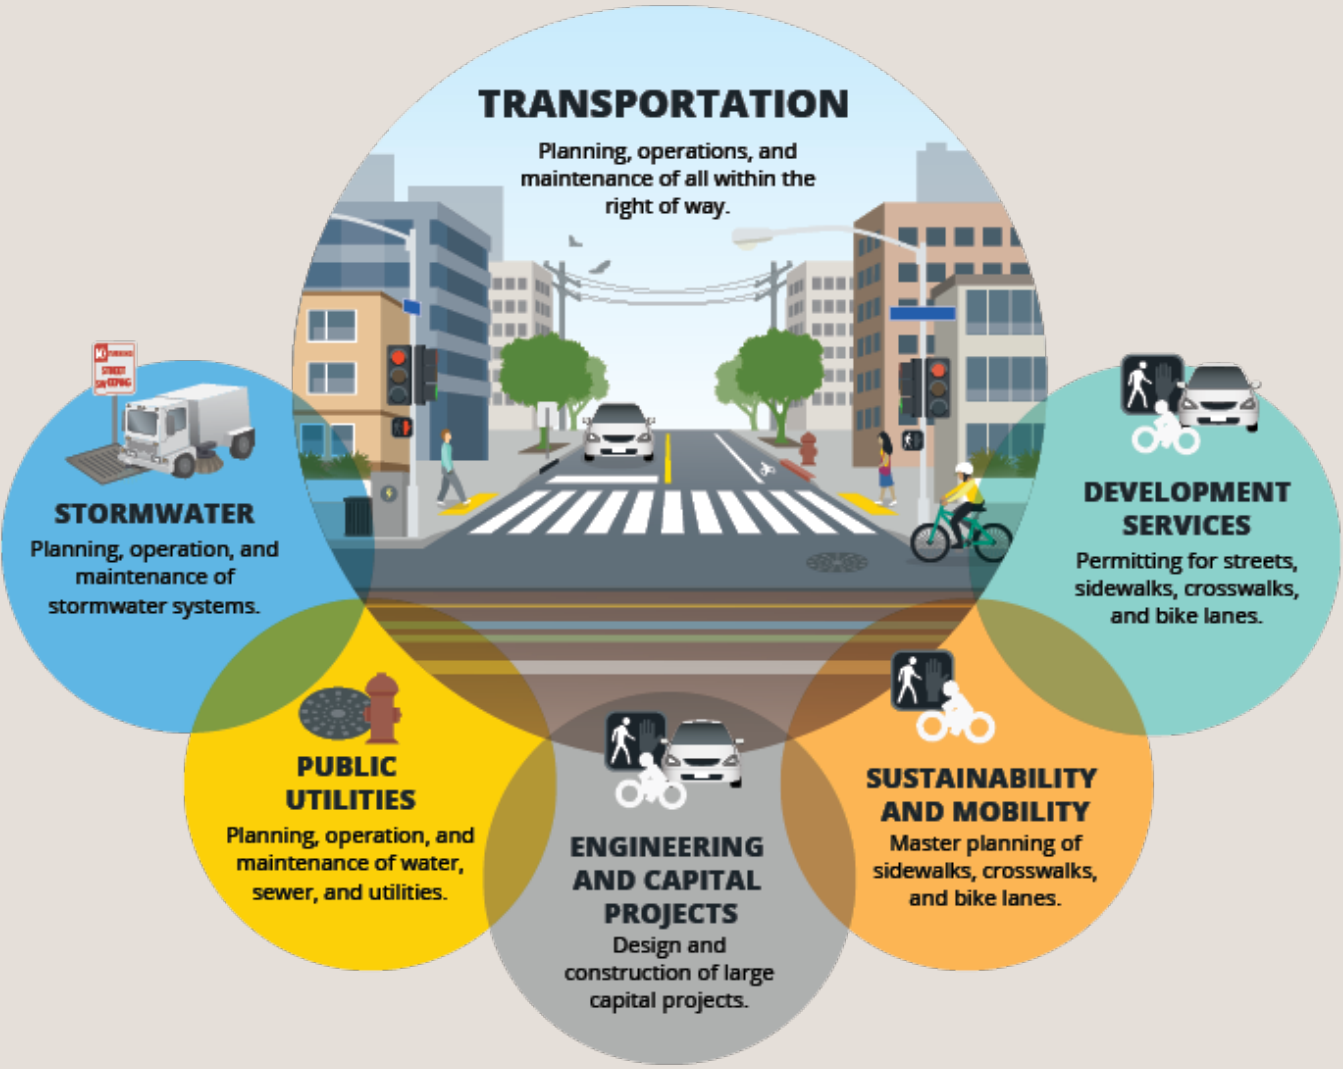 TRANSPORTATION
Planning, operations, and
maintenance of all within the
right of way.
STREET
STORMWATER
Planning, operation, and
maintenance of
stormwater systems.
DEVELOPMENT
SERVICES
Permitting for streets,
sidewalks, crosswalks,
and bike lanes.
PUBLIC
UTILITIES
Planning, operation, and
maintenance of water,
sewer, and utilities.
ENGINEERING
AND CAPITAL
PROJECTS
Design and
construction of large
capital projects.
SUSTAINABILITY
AND MOBILITY
Master planning of
sidewalks, crosswalks,
and bike lanes.